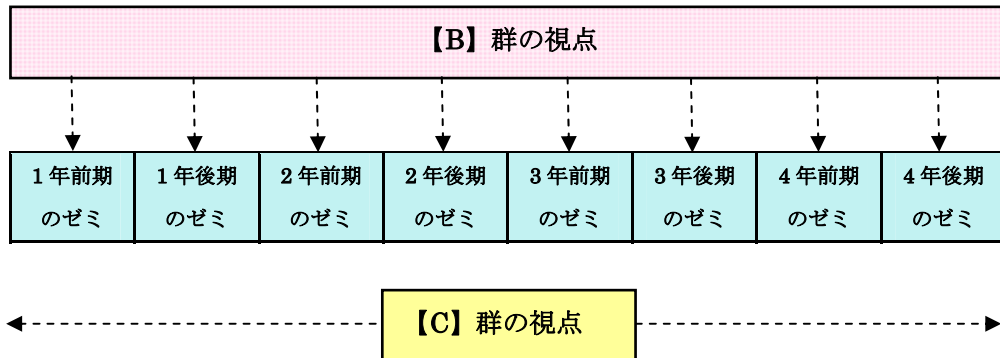 【B】群の視点
1年前期
のゼミ
1年後期
のゼミ
2年前期
のゼミ
2年後期
のゼミ
3年前期
のゼミ
3年後期
のゼミ
4年前期
のゼミ
4年後期
のゼミ
【C】群の視点